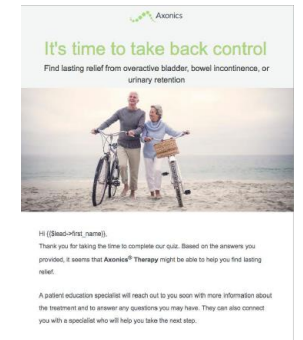 Axonics
It's time to take back control
Find lasting relief from overactive bladder, bowel incontinence, or
urinary retention
Hi {{$lead->first_name}},
Thank you for taking the time to complete our quiz. Based on the answers you
provided, it seems that Axonics® Therapy might be able to help you find lasting
relief.
A patient education specialist will reach out to you soon with more information about
the treatment and to answer any questions you may have. They can also connect
you with a specialist who will help you take the next step.